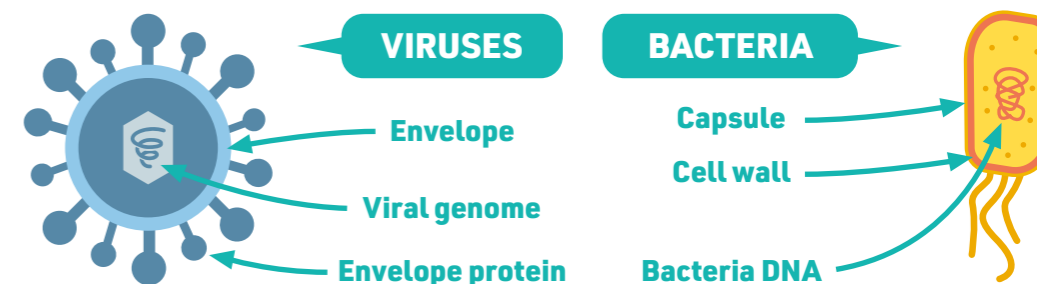 VIRUSES
Envelope
Viral genome
Envelope protein
BACTERIA
Capsule
Cell wall
Bacteria DNA